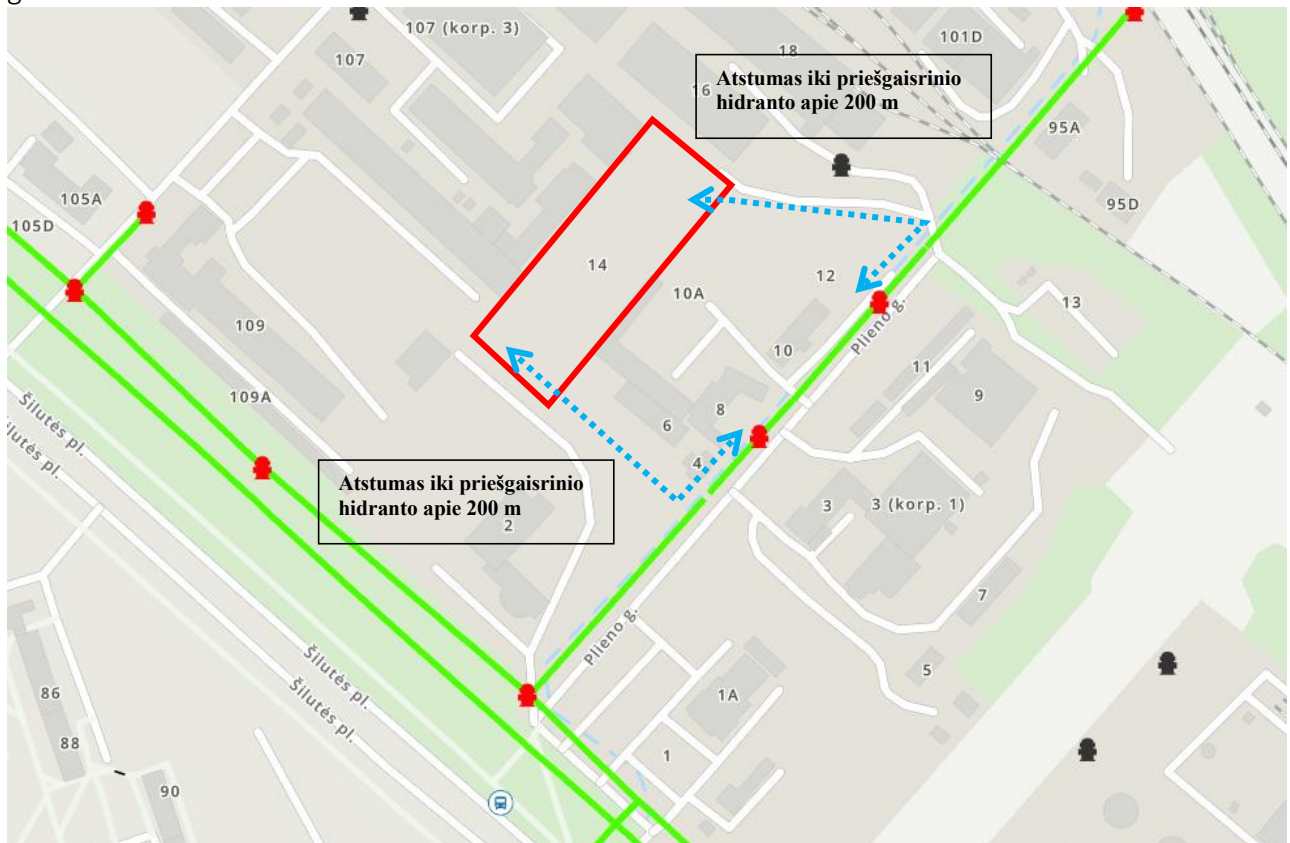 g
107 (korp. 3)
107
18
101D
Atstumas iki priešgaisrinio
hidranto apie 200 m
16
95A
105A
105D
95D
14
12
10A
13
109
Plieno g.
10
11
9
109A
8
6
Šilutės pl.
Šilutės pl.
4
Atstumas iki priešgaisrinio
hidranto apie 200 m
2
3
3 (korp. 1)
7
Plieno g.
5
Šilutės pl.
Šilutės pl.
1A
86
88
1
90